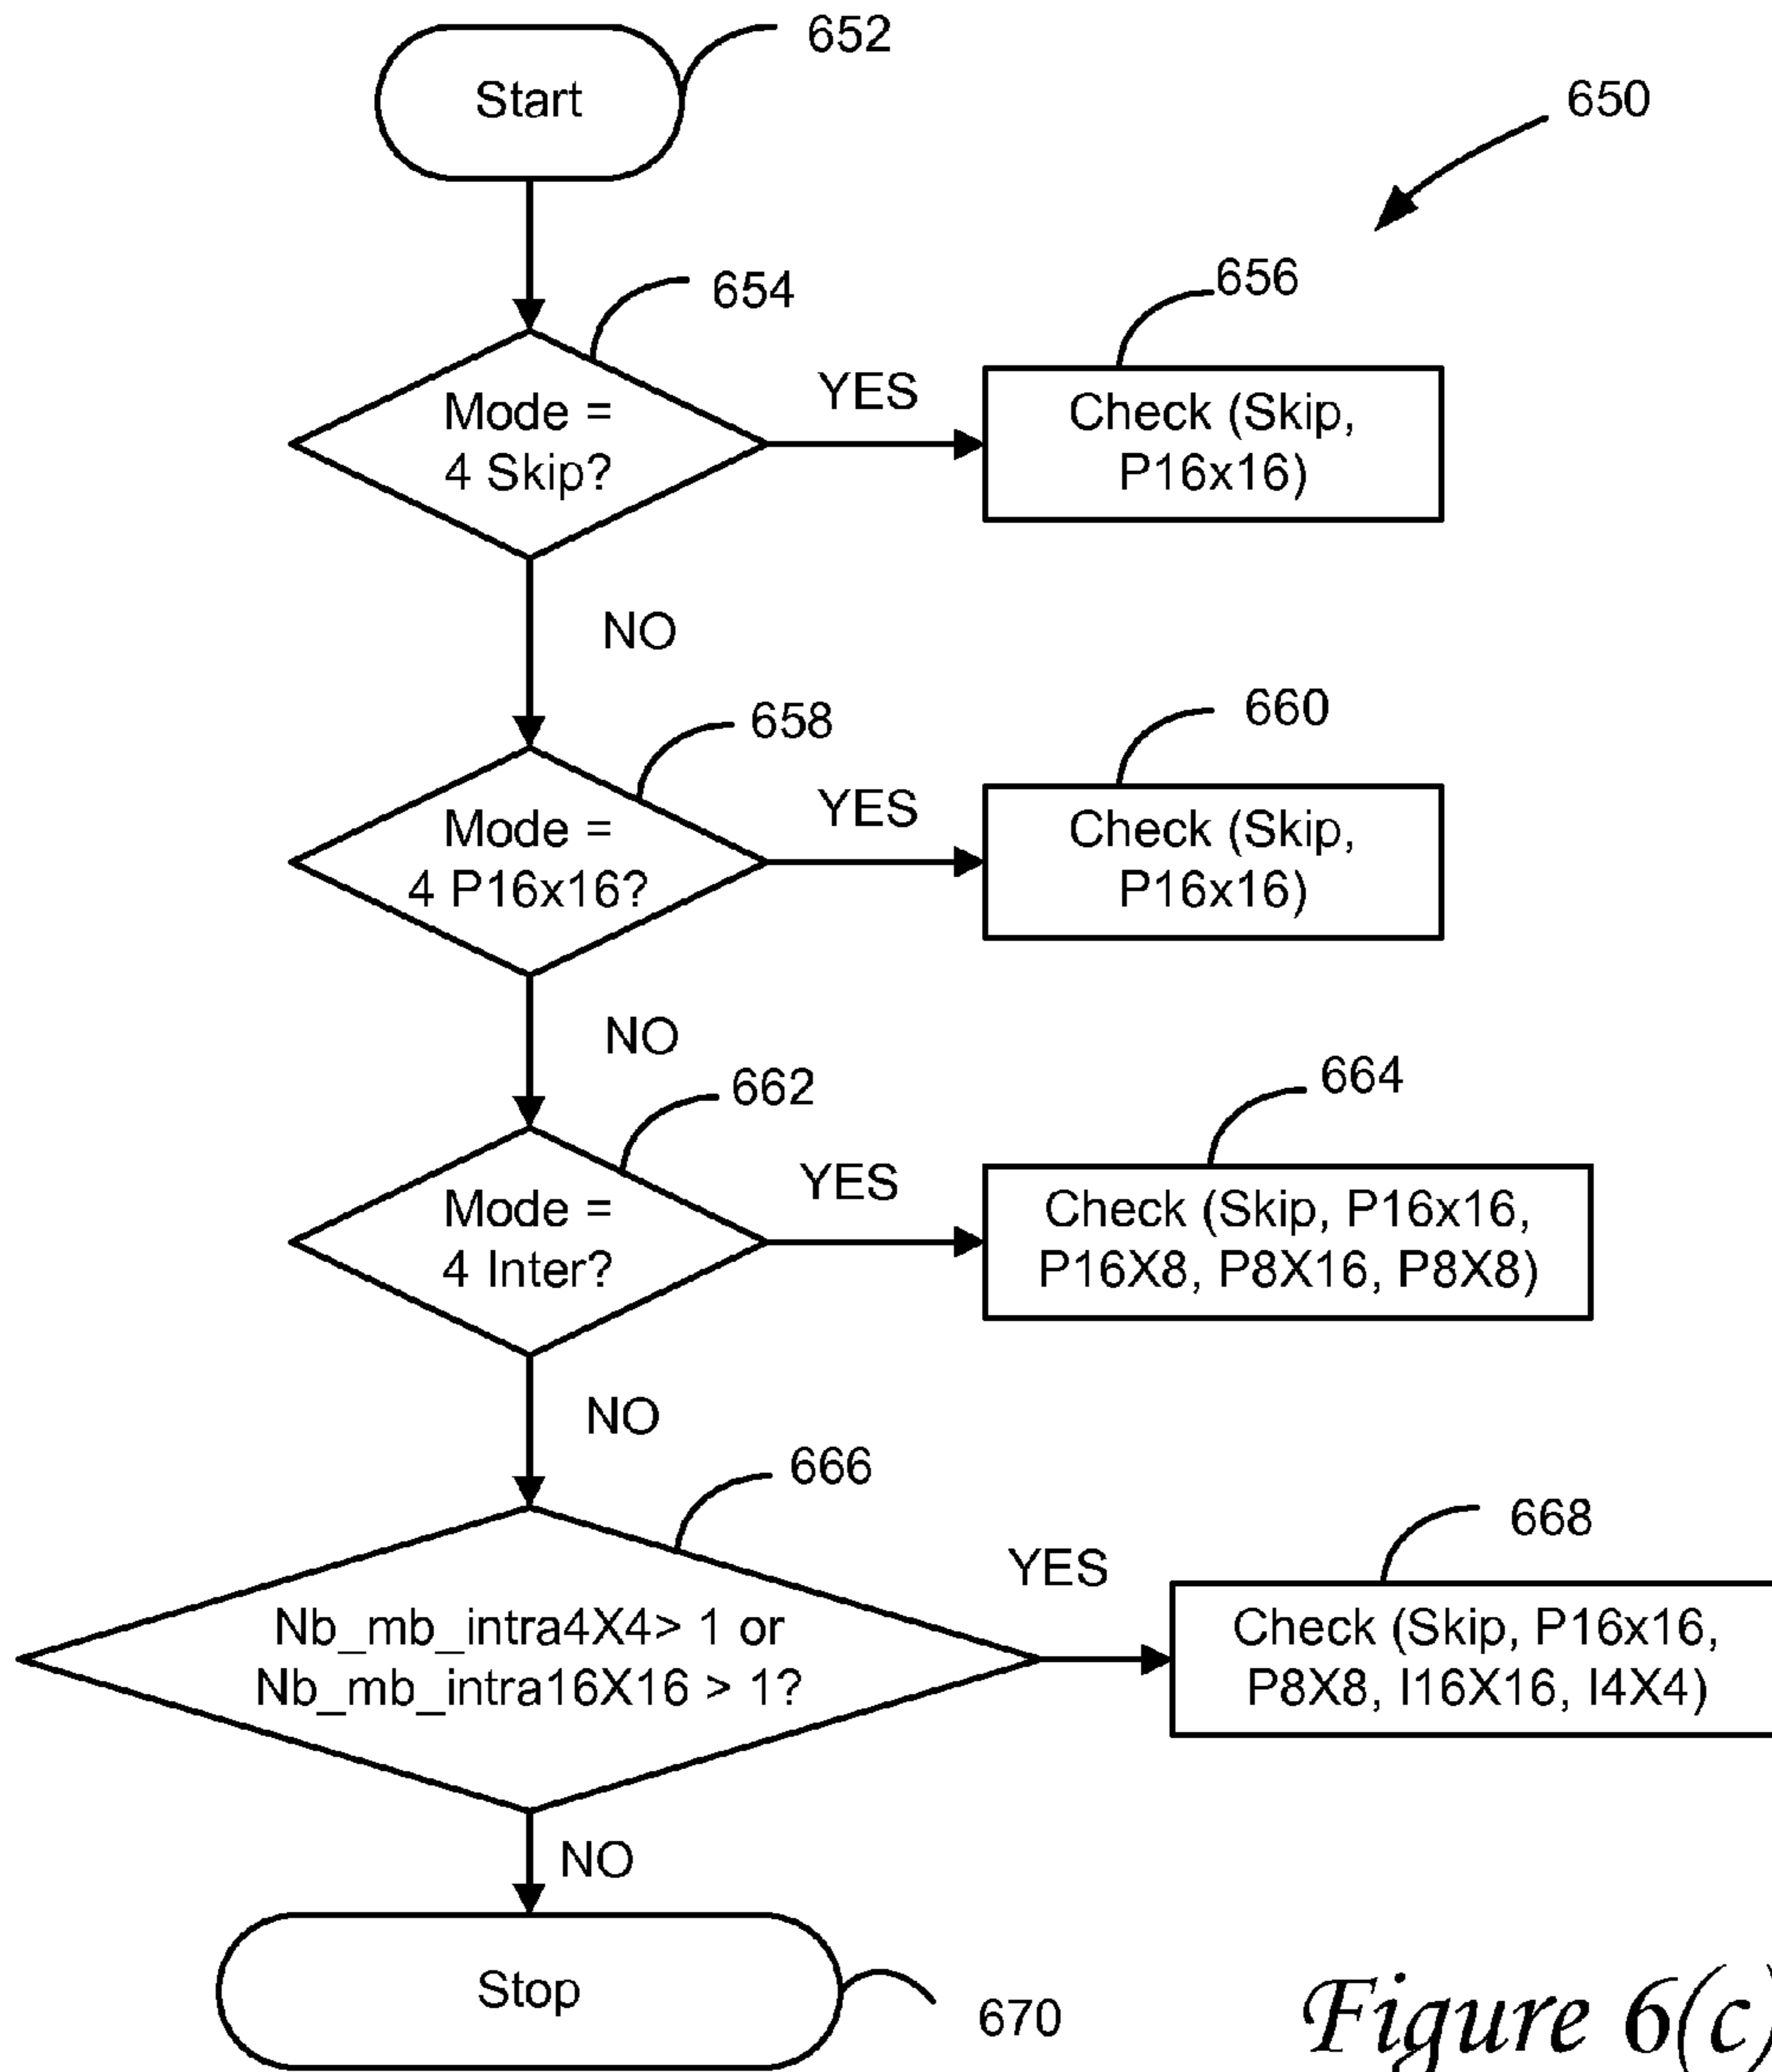 652
Start
650
654
656
Mode =
4 Skip?
YES
Check (Skip,
P16x16)
NO
658
660
Mode =
4 P16x16?
YES
Check (Skip,
P16x16)
NO
662
664
Mode =
4 Inter?
YES
Check (Skip, P16x16,
P16X8, P8X16, P8X8)
NO
666
668
Nb_mb_intra4X4> 1 or
Nb_mb_intra16X16 > 1?
YES
Check (Skip, P16x16,
P8X8, I16X16, I4X4)
NO
Stop
670
Figure 6(c)